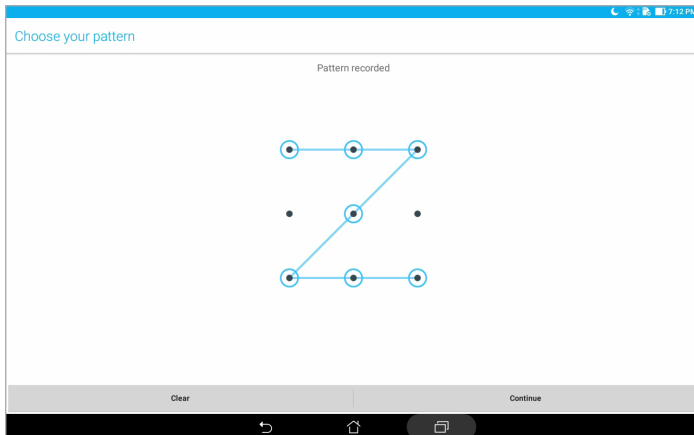 7:12 PM
Choose your pattern
Pattern recorded
Clear
Continue